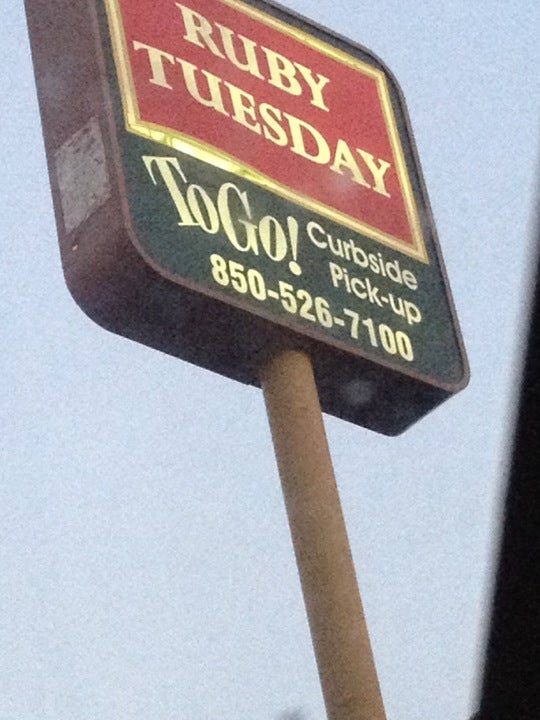 RUBY
TUESDAY
ToGo! Curbside
Pick-up
850-526-7100